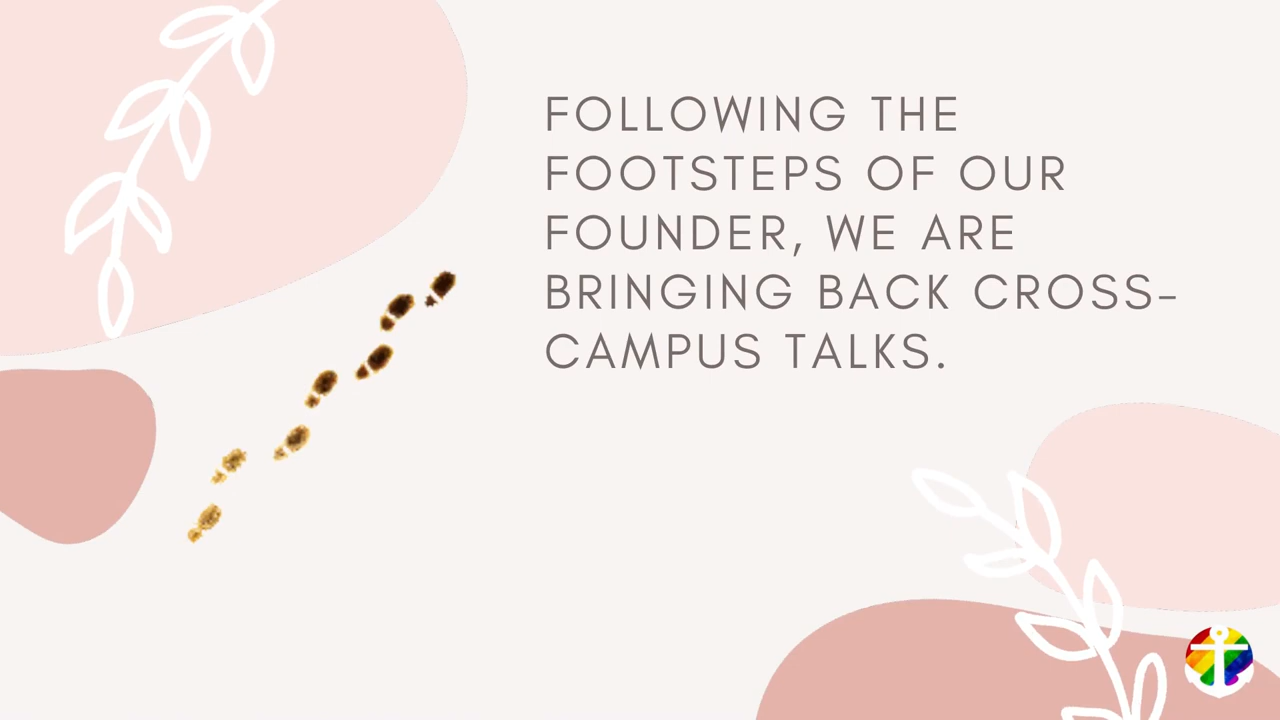 FOLLOWING THE
FOOTSTEPS OF OUR
FOUNDER, WE ARE
BRINGING BACK CROSS-
CAMPUS TALKS.